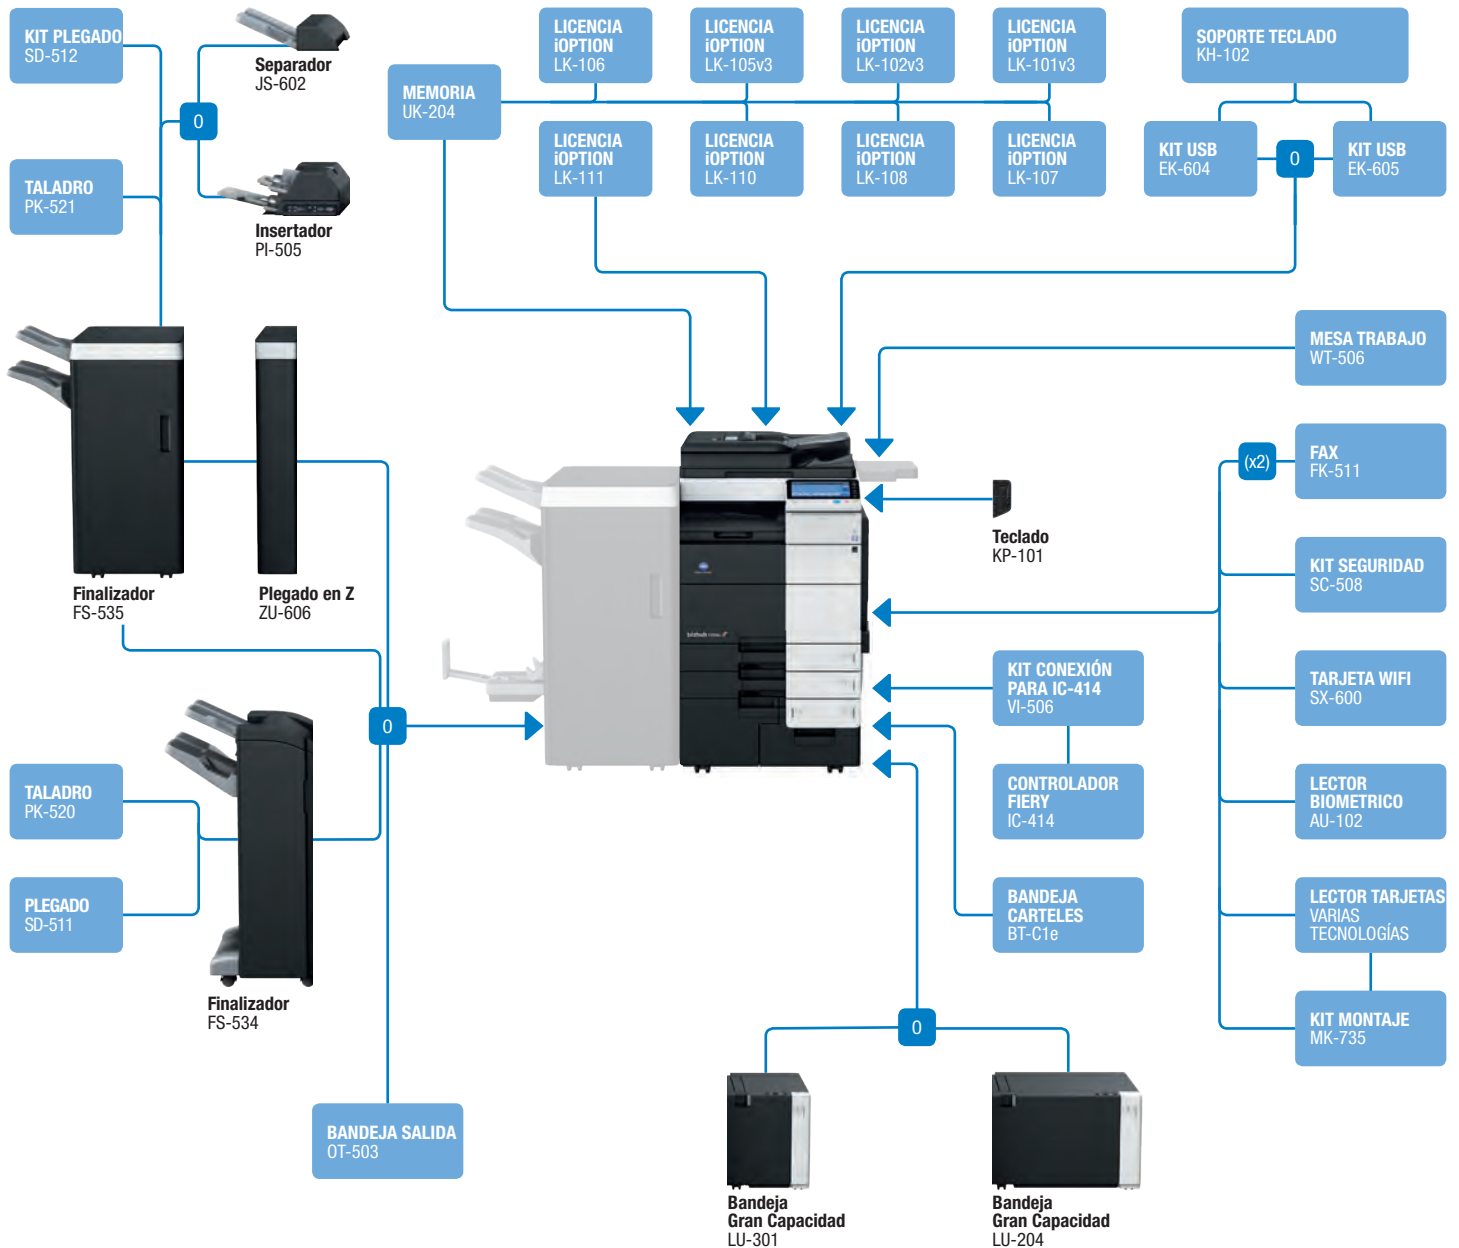 KIT PLEGADO
SD-512
Separador
JS-602
0
TALADRO
PK-521
Insertador
PI-505
MEMORIA
UK-204
LICENCIA
iOPTION
LK-106
LICENCIA
iOPTION
LK-105v3
LICENCIA
iOPTION
LK-102v3
LICENCIA
iOPTION
LK-101v3
LICENCIA
iOPTION
LK-111
LICENCIA
iOPTION
LK-110
LICENCIA
iOPTION
LK-108
LICENCIA
iOPTION
LK-107
SOPORTE TECLADO
KH-102
KIT USB
EK-604
0
KIT USB
EK-605
MESA TRABAJO
WT-506
(x2)
FAX
FK-511
Teclado
KP-101
KIT SEGURIDAD
SC-508
Finalizador
FS-535
Plegado en Z
ZU-606
bizhub
KIT CONEXIÓN
PARA IC-414
VI-506
TARJETA WIFI
SX-600
0
TALADRO
PK-520
CONTROLADOR
FIERY
IC-414
LECTOR
BIOMETRICO
AU-102
PLEGADO
SD-511
BANDEJA
CARTELES
BT-C1e
LECTOR TARJETAS
VARIAS
TECNOLOGÍAS
Finalizador
FS-534
0
KIT MONTAJE
MK-735
BANDEJA SALIDA
OT-503
Bandeja
Gran Capacidad
LU-301
Bandeja
Gran Capacidad
LU-204